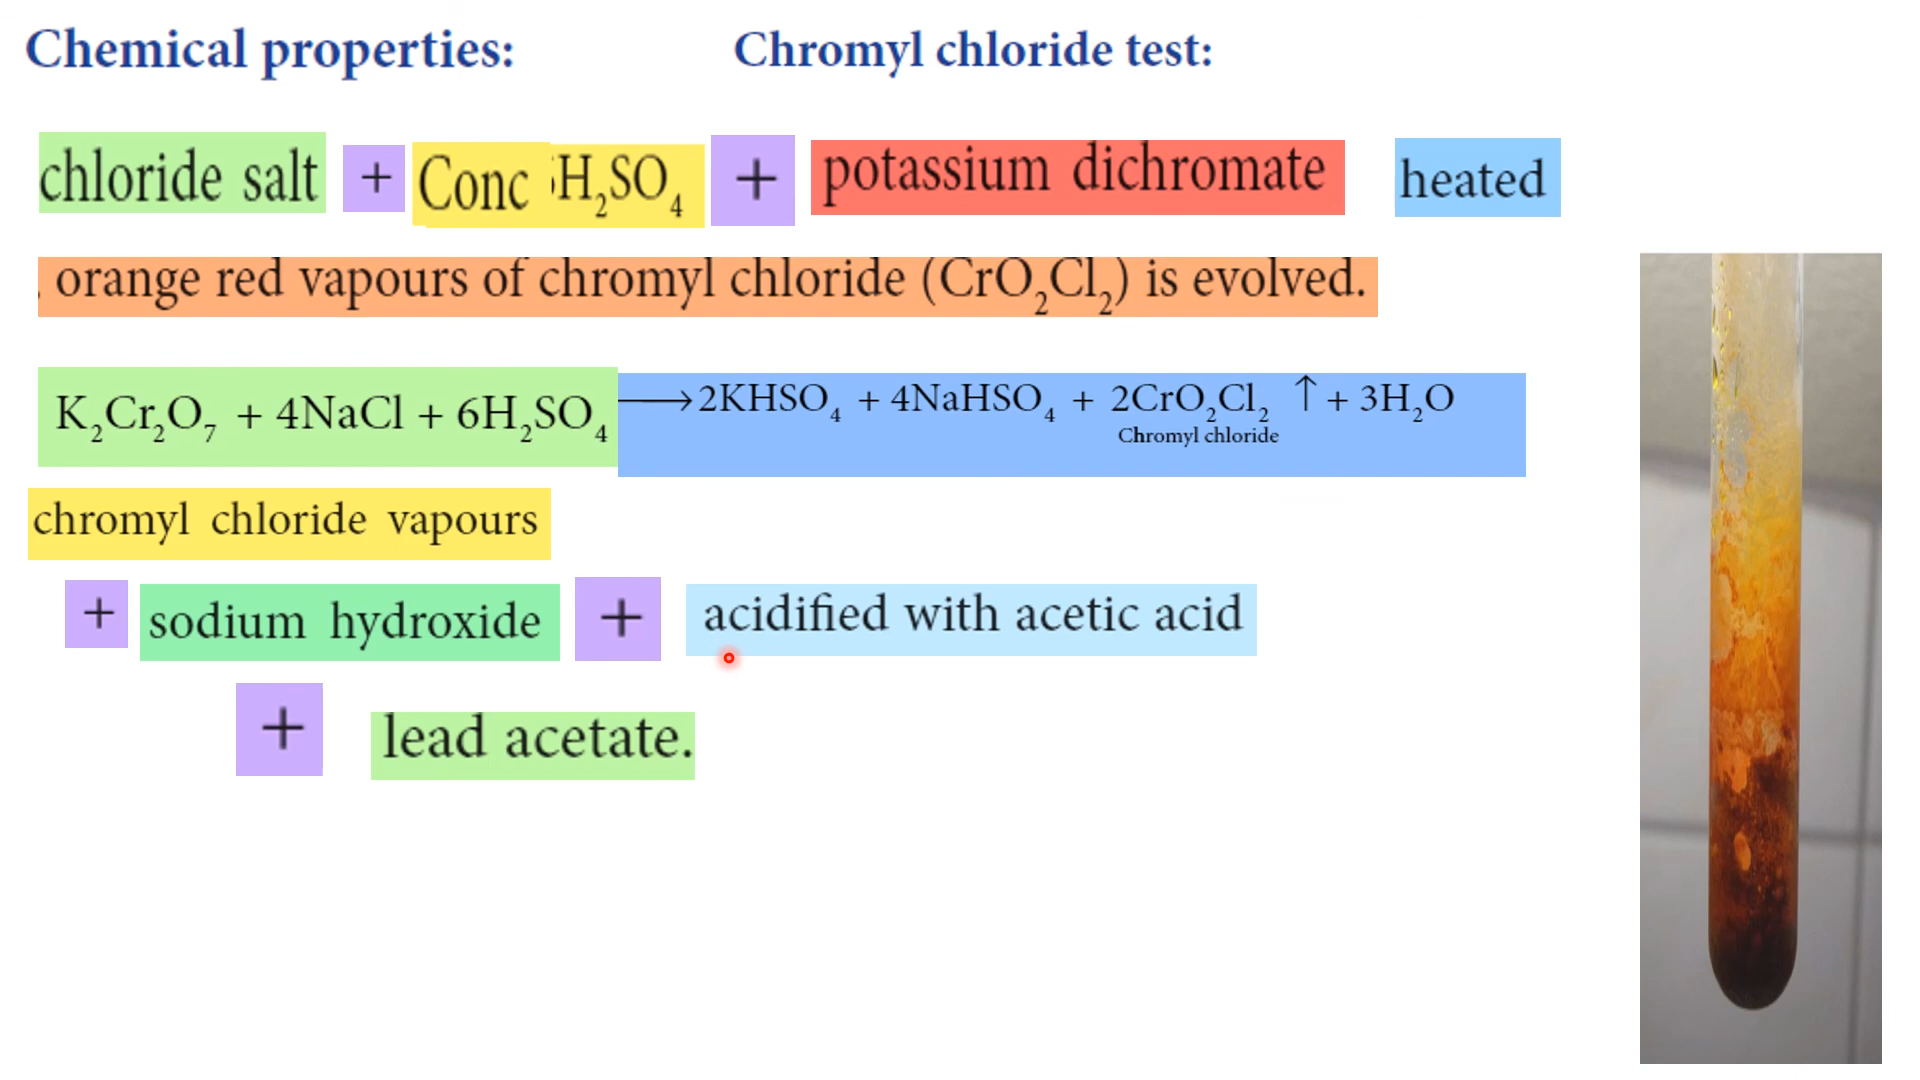 Chemical properties: Chromyl chloride test:
chloride salt + Conc H₂SO₄ + potassium dichromate heated
orange red vapours of chromyl chloride (CrO₂Cl₂) is evolved.
K₂Cr₂O₇ + 4NaCl + 6H₂SO₄ ⟶ 2KHSO₄ + 4NaHSO₄ + 2CrO₂Cl₂ ↑ + 3H₂O
Chromyl chloride
chromyl chloride vapours
+ sodium hydroxide + acidified with acetic acid
+ lead acetate.